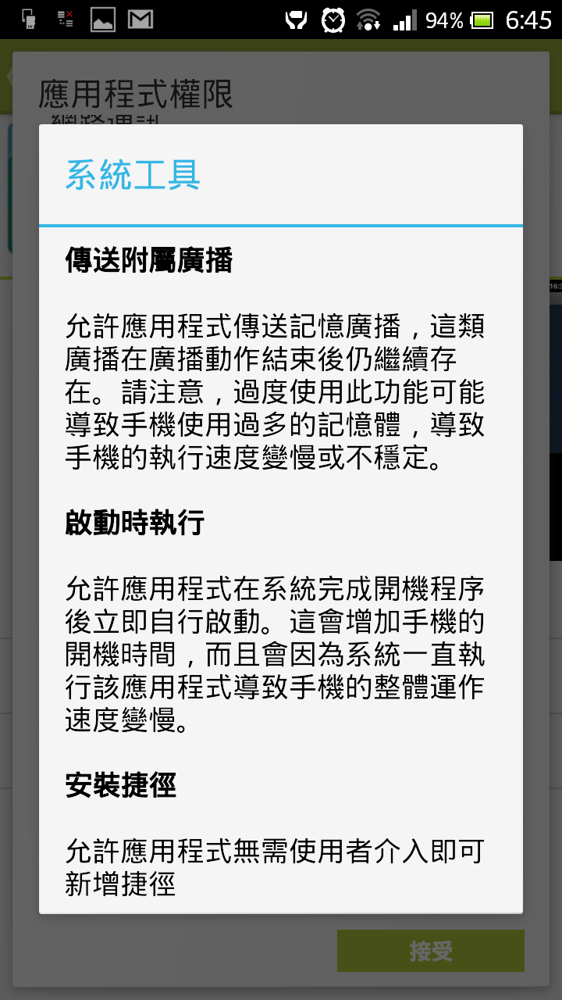 94% 6:45
應用程式權限
網路通訊
系統工具
傳送附屬廣播
允許應用程式傳送記憶廣播，這類
廣播在廣播動作結束後仍繼續存
在。請注意，過度使用此功能可能
導致手機使用過多的記憶體，導致
手機的執行速度變慢或不穩定。
啟動時執行
允許應用程式在系統完成開機程序
後立即自行啟動。這會增加手機的
開機時間，而且會因為系統一直執
行該應用程式導致手機的整體運作
速度變慢。
安裝捷徑
允許應用程式無需使用者介入即可
新增捷徑
接受